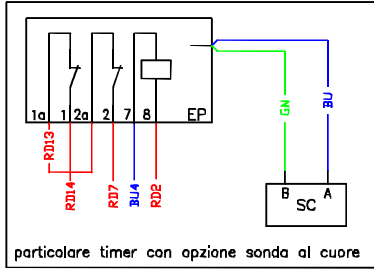 1a 1 2a 2 7 8 EP
RD13
RD14
RD7
BU4
RD2
GN
BU
B A
SC
particolare timer con opzione sonda al cuore